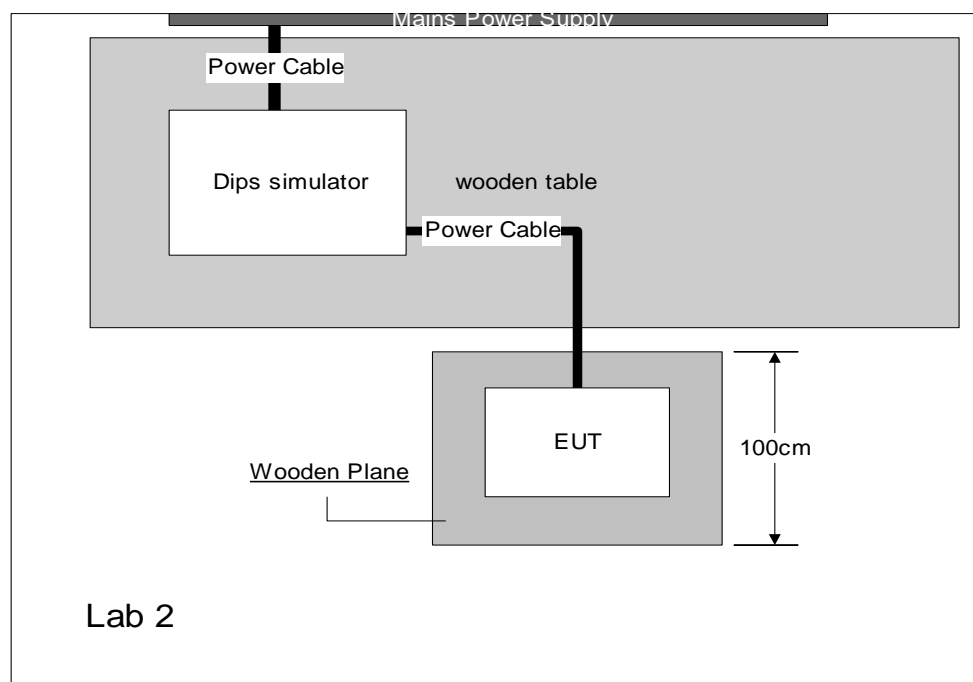 Mains Power Supply
Power Cable
Dips simulator
wooden table
Power Cable
EUT
100cm
Wooden Plane
Lab 2